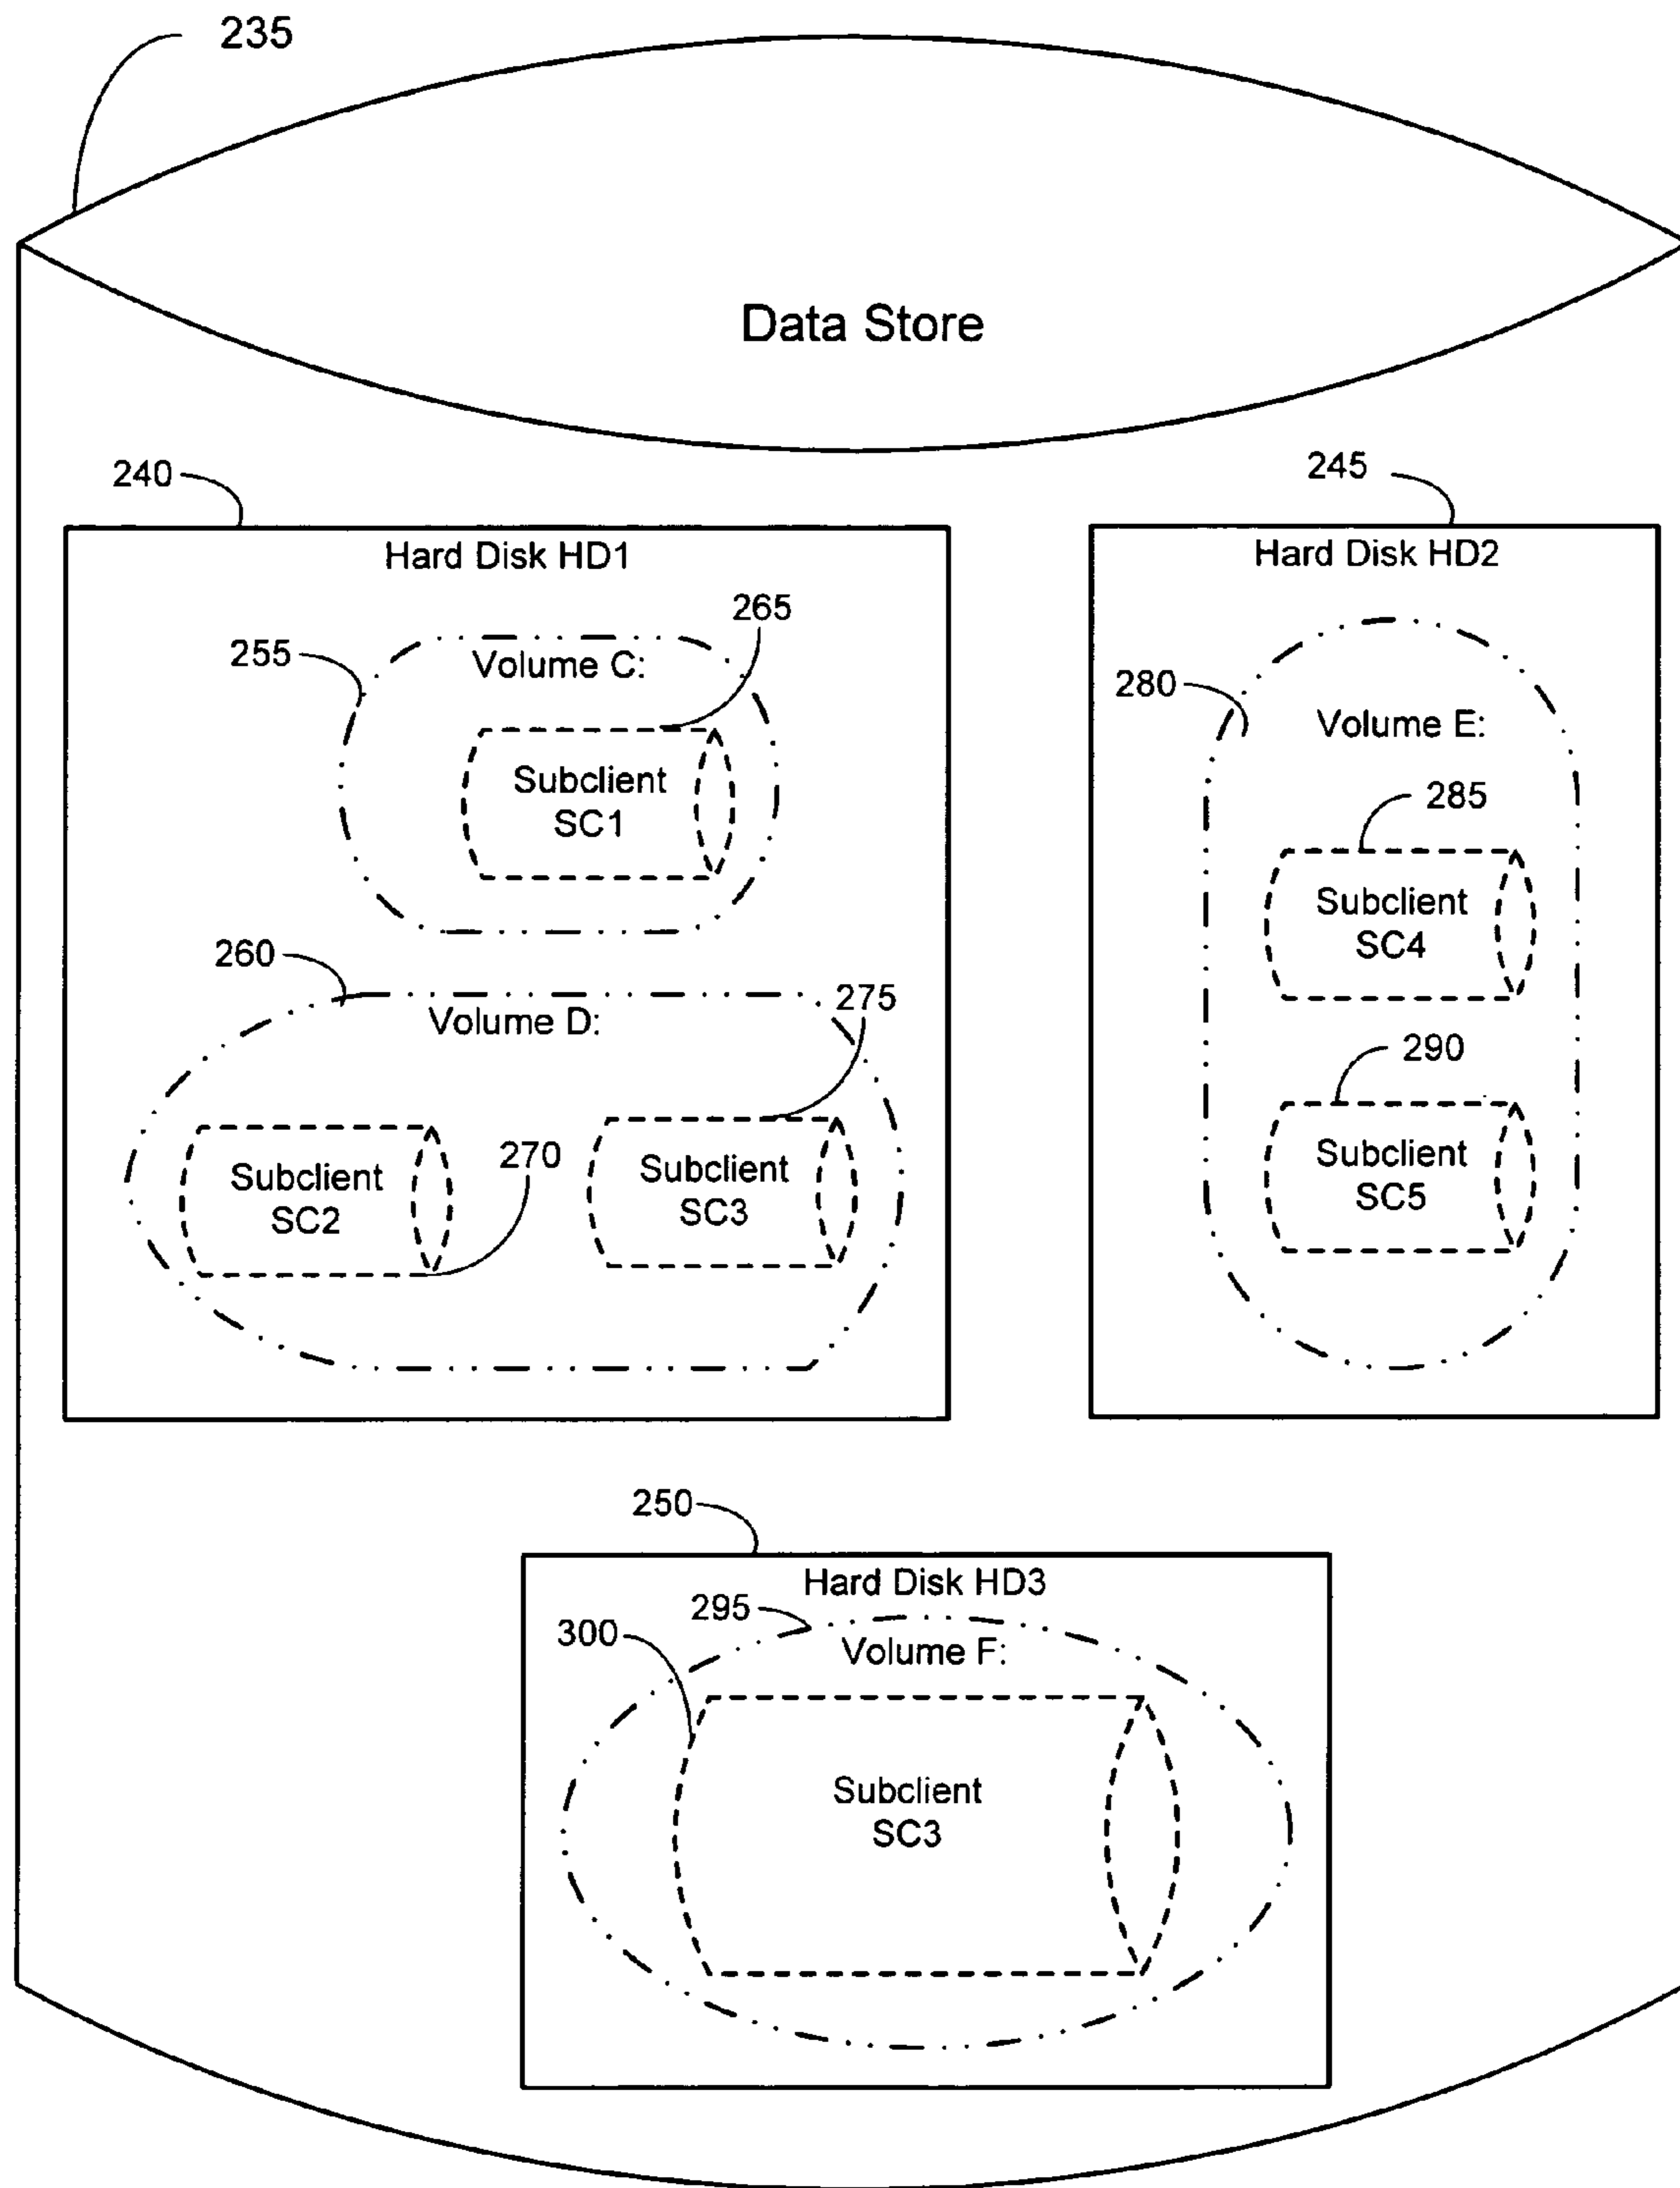 235
Data Store
240
245
Hard Disk HD1
Hard Disk HD2
265
255
Volume C:
280
Volume E:
Subclient
SC1
285
Subclient
SC4
260
275
Volume D:
290
270
Subclient
SC2
Subclient
SC3
Subclient
SC5
250
Hard Disk HD3
295
300
Volume F:
Subclient
SC3